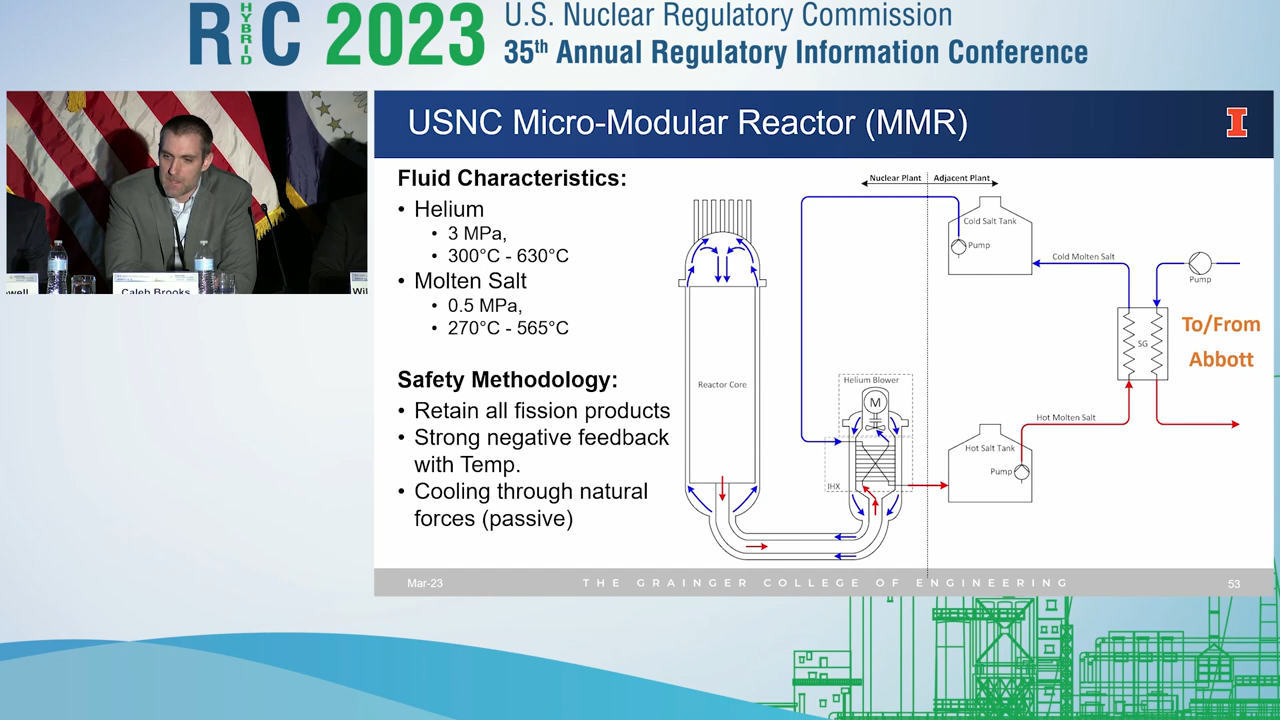 RIC 2023
HYBRID
U.S. Nuclear Regulatory Commission
35th Annual Regulatory Information Conference
Caleb Brooks
USNC Micro-Modular Reactor (MMR)
I
Fluid Characteristics:
• Helium
• 3 MPa,
• 300°C - 630°C
• Molten Salt
• 0.5 MPa,
• 270°C - 565°C
Safety Methodology:
• Retain all fission products
• Strong negative feedback
with Temp.
• Cooling through natural
forces (passive)
Nuclear Plant
Adjacent Plant
Cold Salt Tank
Pump
Cold Molten Salt
Pump
To/From
Abbott
SG
Reactor Core
Helium Blower
M
Hot Molten Salt
Hot Salt Tank
Pump
IHX
Mar-23
THE GRAINGER COLLEGE OF ENGINEERING
53